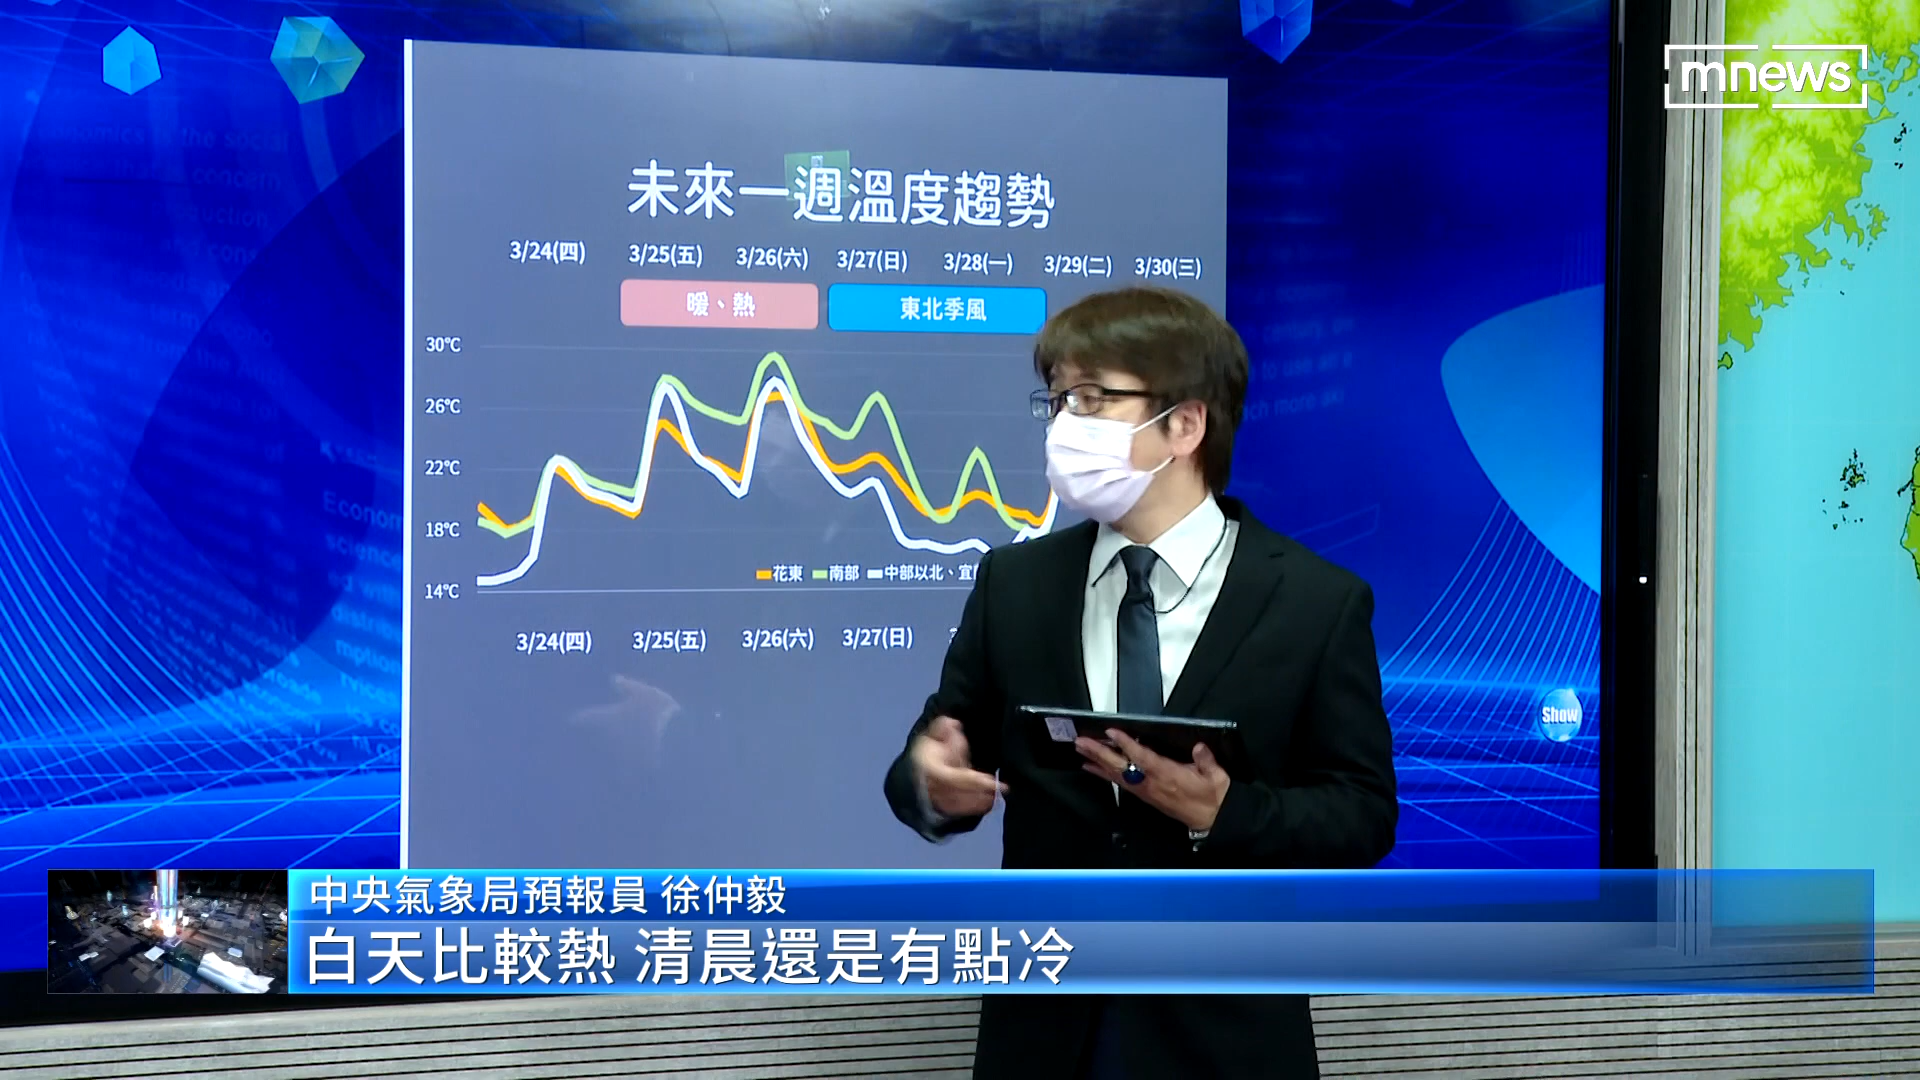 mnews
未來一週溫度趨勢
3/24(四) 3/25(五) 3/26(六) 3/27(日) 3/28(一) 3/29(二) 3/30(三)
暖、熱 東北季風
30℃
26℃
22℃
18℃
14℃
花東 南部 中部以北、宜
3/24(四) 3/25(五) 3/26(六) 3/27(日)
Show
中央氣象局預報員 徐仲毅
白天比較熱 清晨還是有點冷